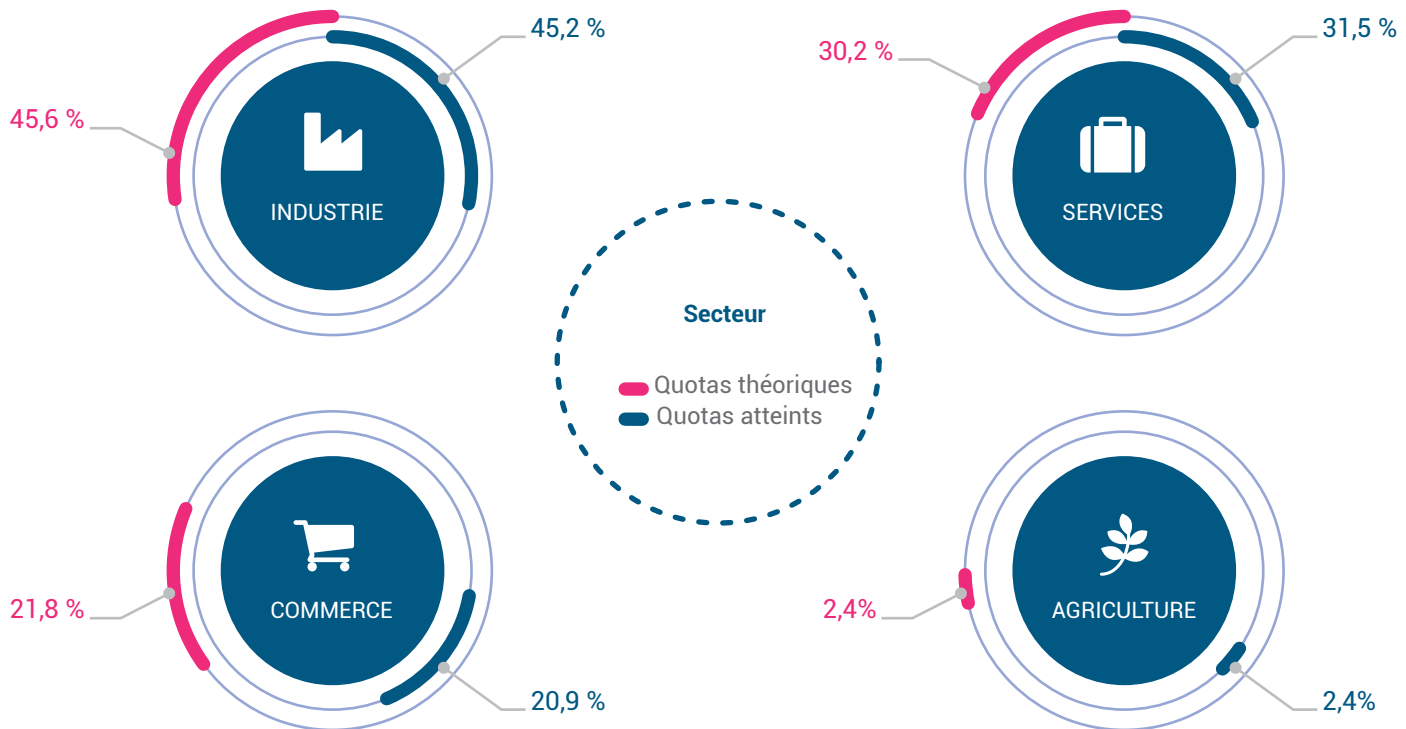 45,2 %
45,6 %
INDUSTRIE
31,5 %
30,2 %
SERVICES
Secteur
Quotas théoriques
Quotas atteints
21,8 %
COMMERCE
20,9 %
2,4%
AGRICULTURE
2,4%